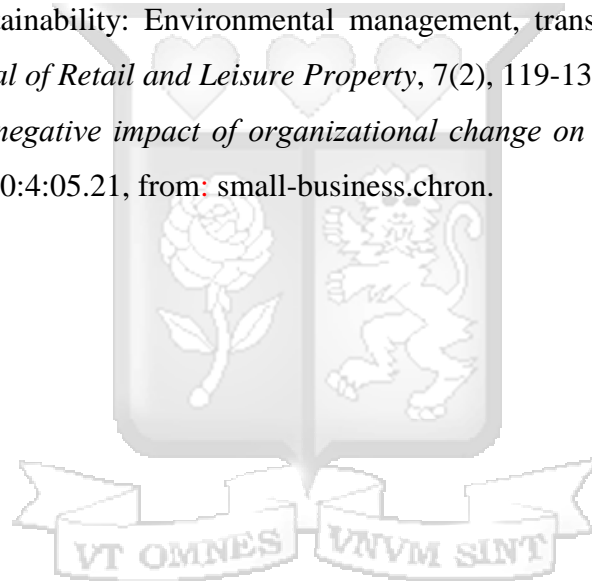 ainability: Environmental management, trans
al of Retail and Leisure Property, 7(2), 119-13
negative impact of organizational change on
0:4:05.21, from: small-business.chron.
VT OMNES VNVM SINT